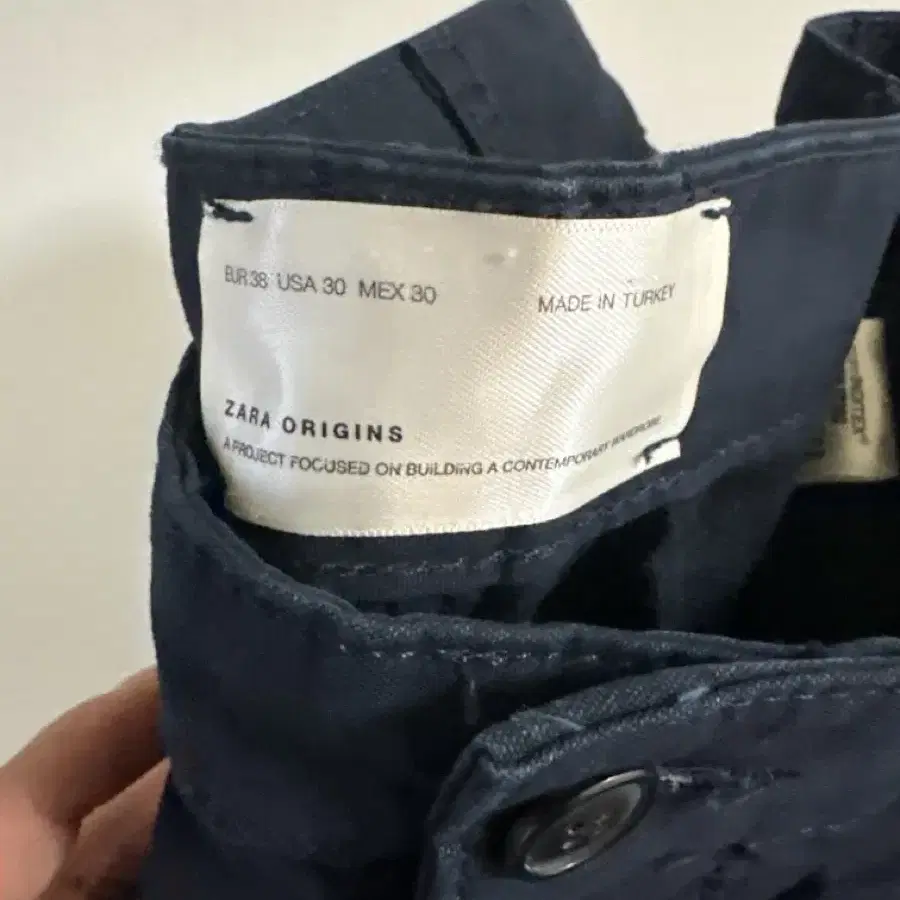 EUR 38 USA 30 MEX 30
MADE IN TURKEY
ZARA ORIGINS
A PROJECT FOCUSED ON BUILDING A CONTEMPORARY WARDROBE